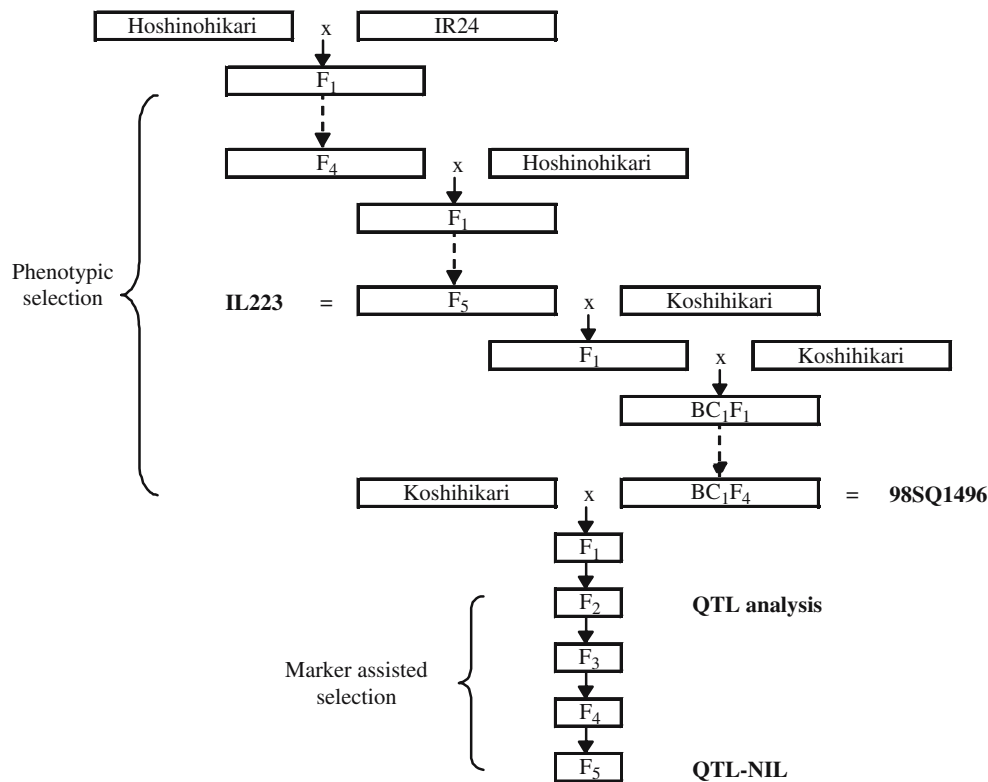 Hoshinohikari x IR24
F1
F4 x Hoshinohikari
F1
Phenotypic
selection
IL223 = F5 x Koshihikari
F1 x Koshihikari
BC1F1
Koshihikari x BC1F4 = 98SQ1496
F1
F2 QTL analysis
F3
Marker assisted
selection
F4
F5 QTL-NIL